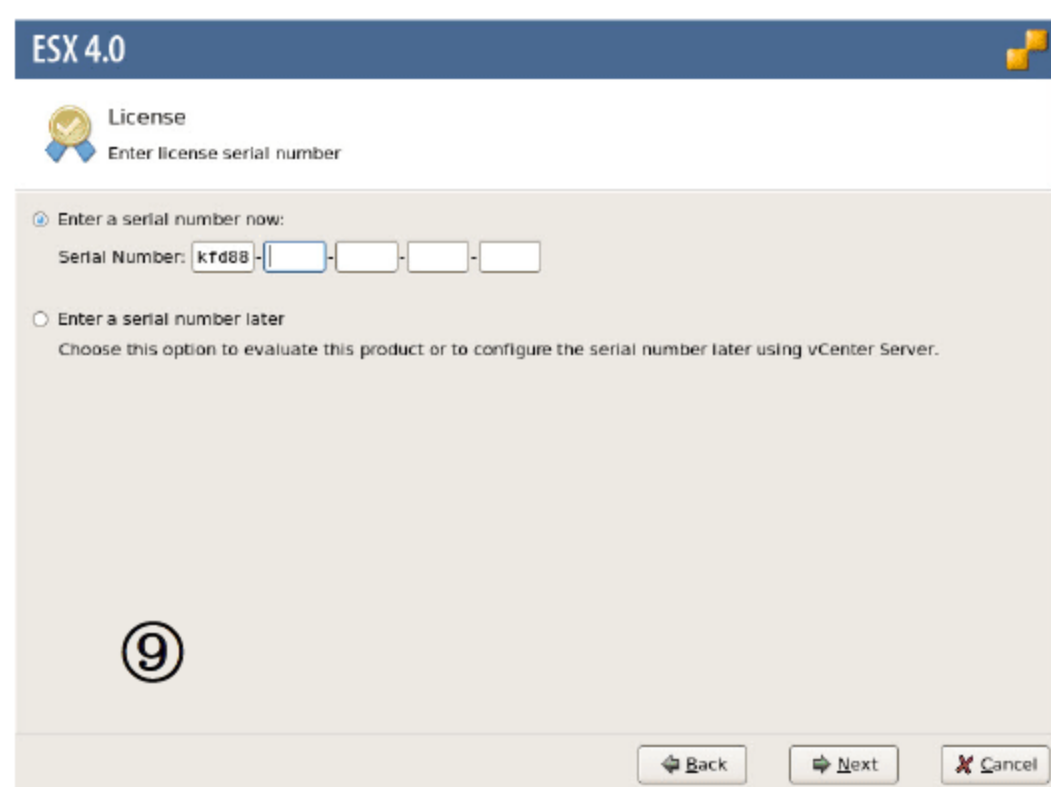 ESX 4.0
License
Enter license serial number
Enter a serial number now:
Serial Number: kfd88 - - - -
Enter a serial number later
Choose this option to evaluate this product or to configure the serial number later using vCenter Server.
⑨
Back Next Cancel